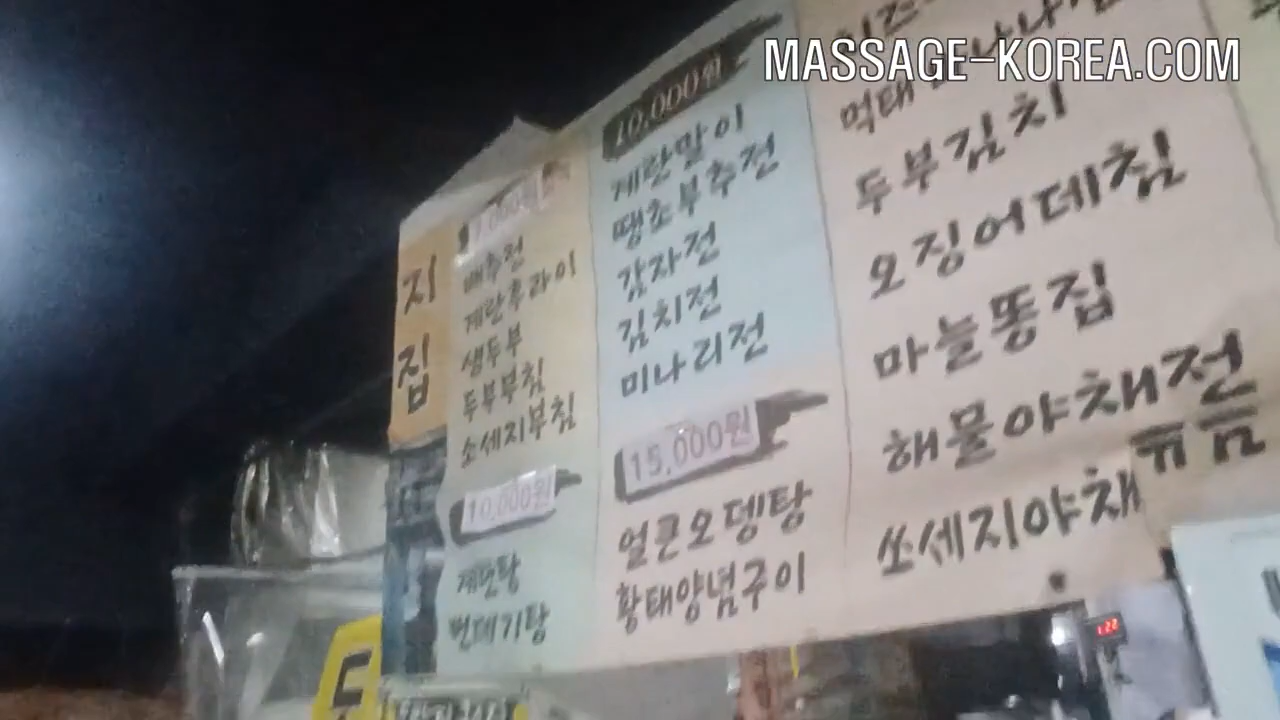 MASSAGE-KOREA.COM
지
집
배추전
계란후라이
생두부
두부부침
소세지부침
10,000원
계란탕
번데기탕
10,000원
계란말이
땡초부추전
감자전
김치전
미나리전
15,000원
얼큰오뎅탕
황태양념구이
먹태
두부김치
오징어데침
마늘똥집
해물야채전
쏘세지야채
두
1.22